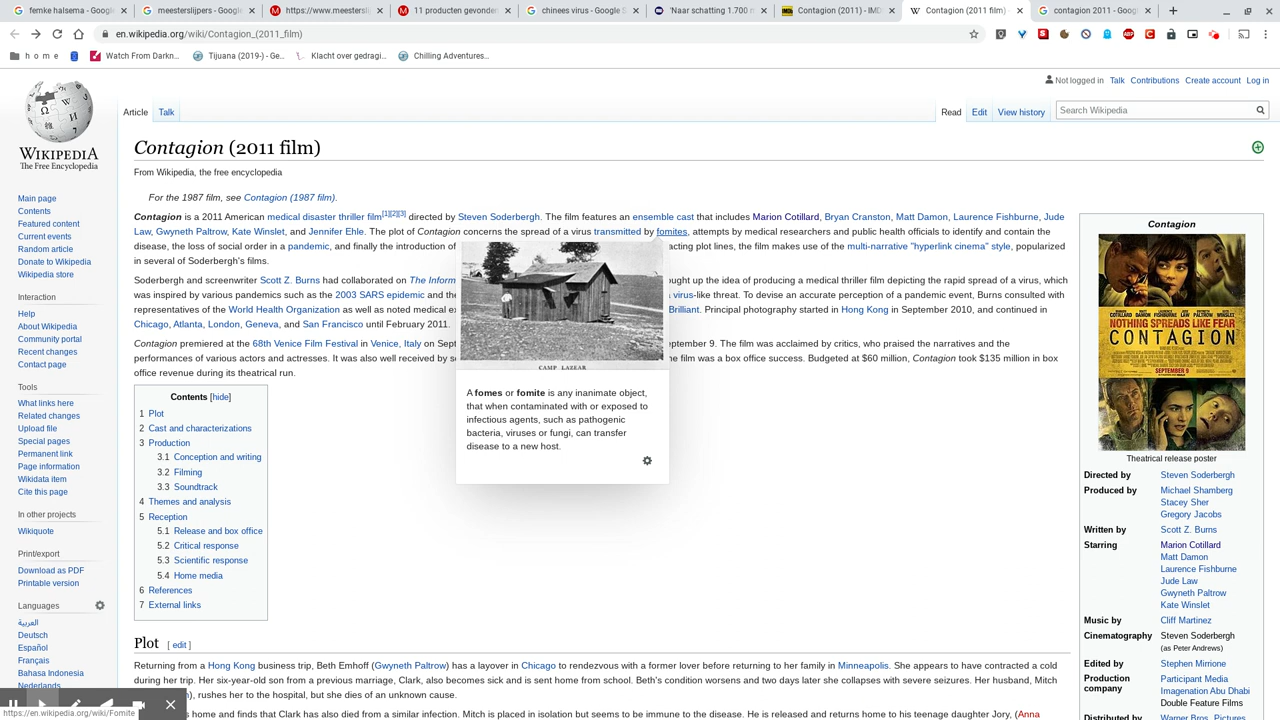 femke halsema - Google
meesterslijpers - Google
https://www.meestersli
11 producten gevonden
chinees virus - Google S
'Naar schatting 1.700 m
Contagion (2011) - IMD
Contagion (2011 film) -
contagion 2011 - Goog
en.wikipedia.org/wiki/Contagion_(2011_film)
h o m e
Watch From Darkn...
Tijuana (2019-) - Ge...
Klacht over gedragi...
Chilling Adventures...
Not logged in Talk Contributions Create account Log in
Article Talk
Read Edit View history
Search Wikipedia
WIKIPEDIA
The Free Encyclopedia
Main page
Contents
Featured content
Current events
Random article
Donate to Wikipedia
Wikipedia store
Interaction
Help
About Wikipedia
Community portal
Recent changes
Contact page
Tools
What links here
Related changes
Upload file
Special pages
Permanent link
Page information
Wikidata item
Cite this page
In other projects
Wikiquote
Print/export
Download as PDF
Printable version
Languages
العربية
Deutsch
Español
Français
Bahasa Indonesia
Nederlands
Contagion (2011 film)
From Wikipedia, the free encyclopedia
For the 1987 film, see Contagion (1987 film).
Contagion is a 2011 American medical disaster thriller film[1][2][3] directed by Steven Soderbergh. The film features an ensemble cast that includes Marion Cotillard, Bryan Cranston, Matt Damon, Laurence Fishburne, Jude
Law, Gwyneth Paltrow, Kate Winslet, and Jennifer Ehle. The plot of Contagion concerns the spread of a virus transmitted by fomites, attempts by medical researchers and public health officials to identify and contain the
disease, the loss of social order in a pandemic, and finally the introduction of acting plot lines, the film makes use of the multi-narrative "hyperlink cinema" style, popularized
in several of Soderbergh's films.
Soderbergh and screenwriter Scott Z. Burns had collaborated on The Inform ought up the idea of producing a medical thriller film depicting the rapid spread of a virus, which
was inspired by various pandemics such as the 2003 SARS epidemic and the a virus-like threat. To devise an accurate perception of a pandemic event, Burns consulted with
representatives of the World Health Organization as well as noted medical ex Brilliant. Principal photography started in Hong Kong in September 2010, and continued in
Chicago, Atlanta, London, Geneva, and San Francisco until February 2011.
Contagion premiered at the 68th Venice Film Festival in Venice, Italy on Sept eptember 9. The film was acclaimed by critics, who praised the narratives and the
performances of various actors and actresses. It was also well received by s he film was a box office success. Budgeted at $60 million, Contagion took $135 million in box
office revenue during its theatrical run.
CAMP LAZEAR
A fomes or fomite is any inanimate object,
that when contaminated with or exposed to
infectious agents, such as pathogenic
bacteria, viruses or fungi, can transfer
disease to a new host.
Contents [hide]
1 Plot
2 Cast and characterizations
3 Production
3.1 Conception and writing
3.2 Filming
3.3 Soundtrack
4 Themes and analysis
5 Reception
5.1 Release and box office
5.2 Critical response
5.3 Scientific response
5.4 Home media
6 References
7 External links
Plot [ edit ]
Returning from a Hong Kong business trip, Beth Emhoff (Gwyneth Paltrow) has a layover in Chicago to rendezvous with a former lover before returning to her family in Minneapolis. She appears to have contracted a cold
during her trip. Her six-year-old son from a previous marriage, Clark, also becomes sick and is sent home from school. Beth's condition worsens and two days later she collapses with severe seizures. Her husband, Mitch
), rushes her to the hospital, but she dies of an unknown cause.
home and finds that Clark has also died from a similar infection. Mitch is placed in isolation but seems to be immune to the disease. He is released and returns home to his teenage daughter Jory, (Anna
Contagion
NOTHING SPREADS LIKE FEAR
CONTAGION
SEPTEMBER 9
Theatrical release poster
Directed by Steven Soderbergh
Produced by Michael Shamberg
Stacey Sher
Gregory Jacobs
Written by Scott Z. Burns
Starring Marion Cotillard
Matt Damon
Laurence Fishburne
Jude Law
Gwyneth Paltrow
Kate Winslet
Music by Cliff Martinez
Cinematography Steven Soderbergh
(as Peter Andrews)
Edited by Stephen Mirrione
Production Participant Media
company Imagenation Abu Dhabi
Double Feature Films
Distributed by Warner Bros. Pictures
https://en.wikipedia.org/wiki/Fomite